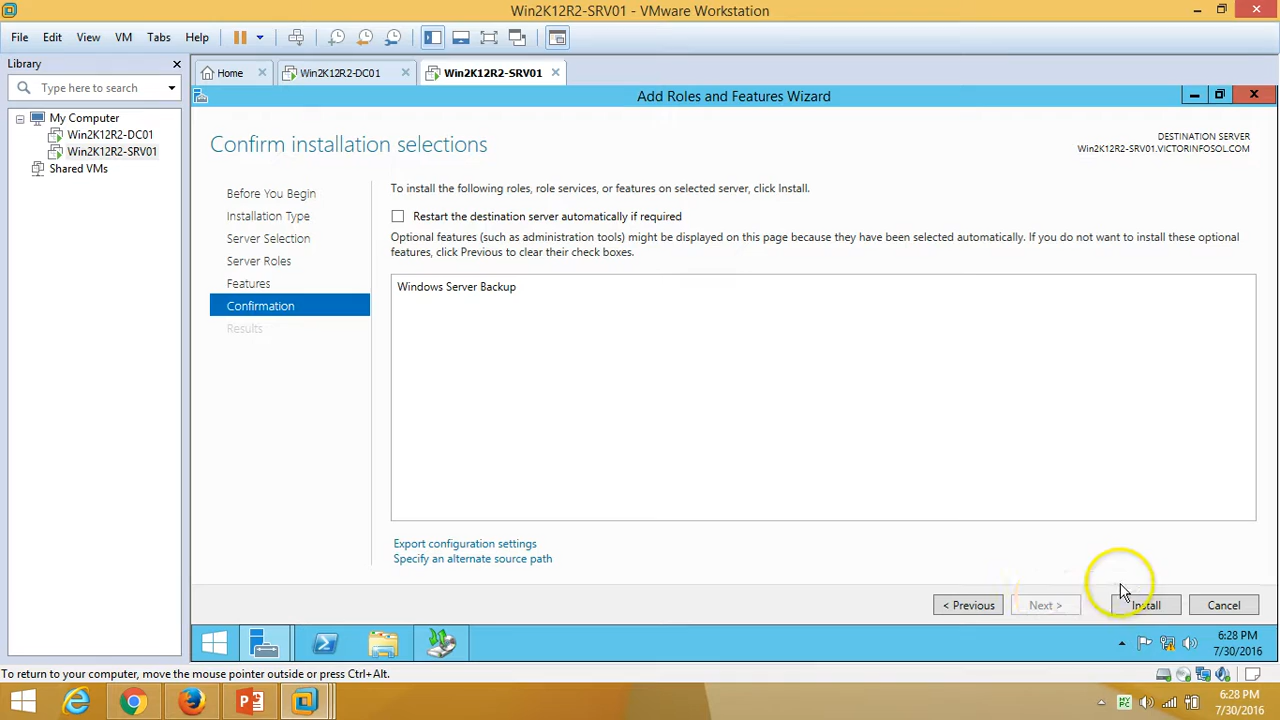 Win2K12R2-SRV01 - VMware Workstation
File Edit View VM Tabs Help
Library
Home
Win2K12R2-DC01
Win2K12R2-SRV01
Type here to search
Add Roles and Features Wizard
My Computer
Win2K12R2-DC01
Win2K12R2-SRV01
Shared VMs
Confirm installation selections
DESTINATION SERVER
Win2K12R2-SRV01.VICTORINFOSOL.COM
Before You Begin
Installation Type
Server Selection
Server Roles
Features
Confirmation
Results
To install the following roles, role services, or features on selected server, click Install.
Restart the destination server automatically if required
Optional features (such as administration tools) might be displayed on this page because they have been selected automatically. If you do not want to install these optional
features, click Previous to clear their check boxes.
Windows Server Backup
Export configuration settings
Specify an alternate source path
< Previous
Next >
Install
Cancel
6:28 PM
7/30/2016
To return to your computer, move the mouse pointer outside or press Ctrl+Alt.
6:28 PM
7/30/2016